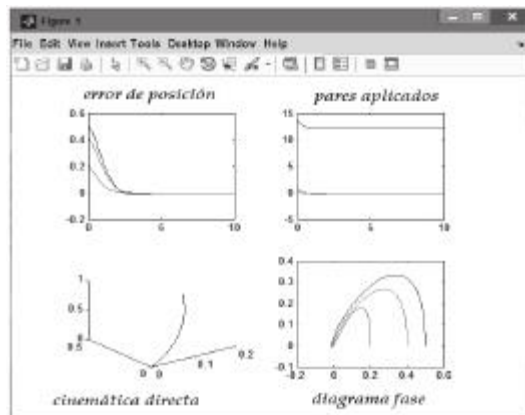 Figure 1
File Edit View Insert Tools Desktop Window Help
error de posición
pares aplicados
0.6
0.4
0.2
0
-0.2
0 5 10
15
10
5
0
-5
0 5 10
1
0.5
0
0.5
0 0
0.1
0.2
0.4
0.3
0.2
0.1
0
-0.1
-0.2 0 0.2 0.4 0.6
cinemática directa
diagrama fase